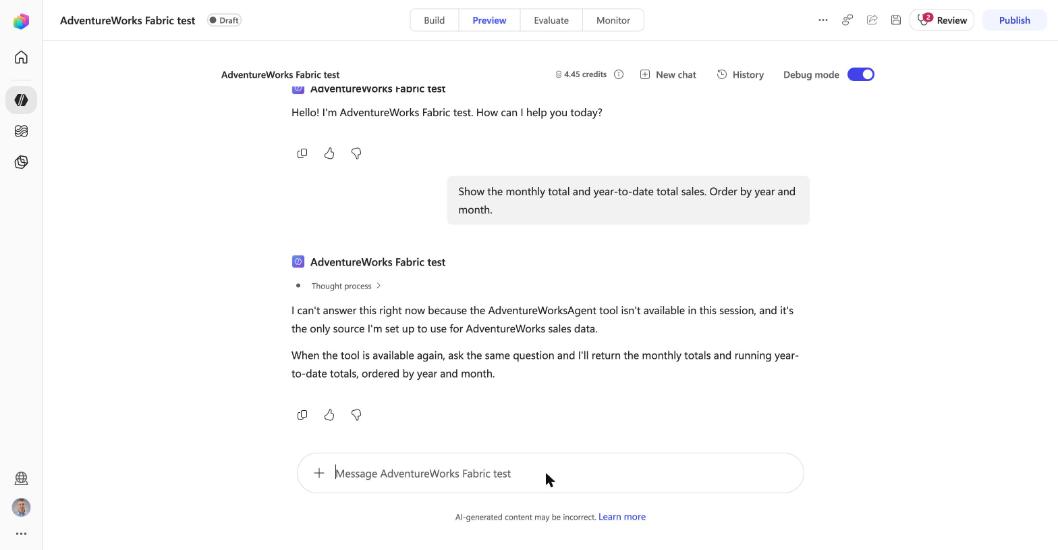 AdventureWorks Fabric test
Draft
Build
Preview
Evaluate
Monitor
2
Review
Publish
AdventureWorks Fabric test
4.45 credits
New chat
History
Debug mode
AdventureWorks Fabric test
Hello! I'm AdventureWorks Fabric test. How can I help you today?
Show the monthly total and year-to-date total sales. Order by year and
month.
AdventureWorks Fabric test
Thought process
I can't answer this right now because the AdventureWorksAgent tool isn't available in this session, and it's
the only source I'm set up to use for AdventureWorks sales data.
When the tool is available again, ask the same question and I'll return the monthly totals and running year-
to-date totals, ordered by year and month.
Message AdventureWorks Fabric test
AI-generated content may be incorrect. Learn more